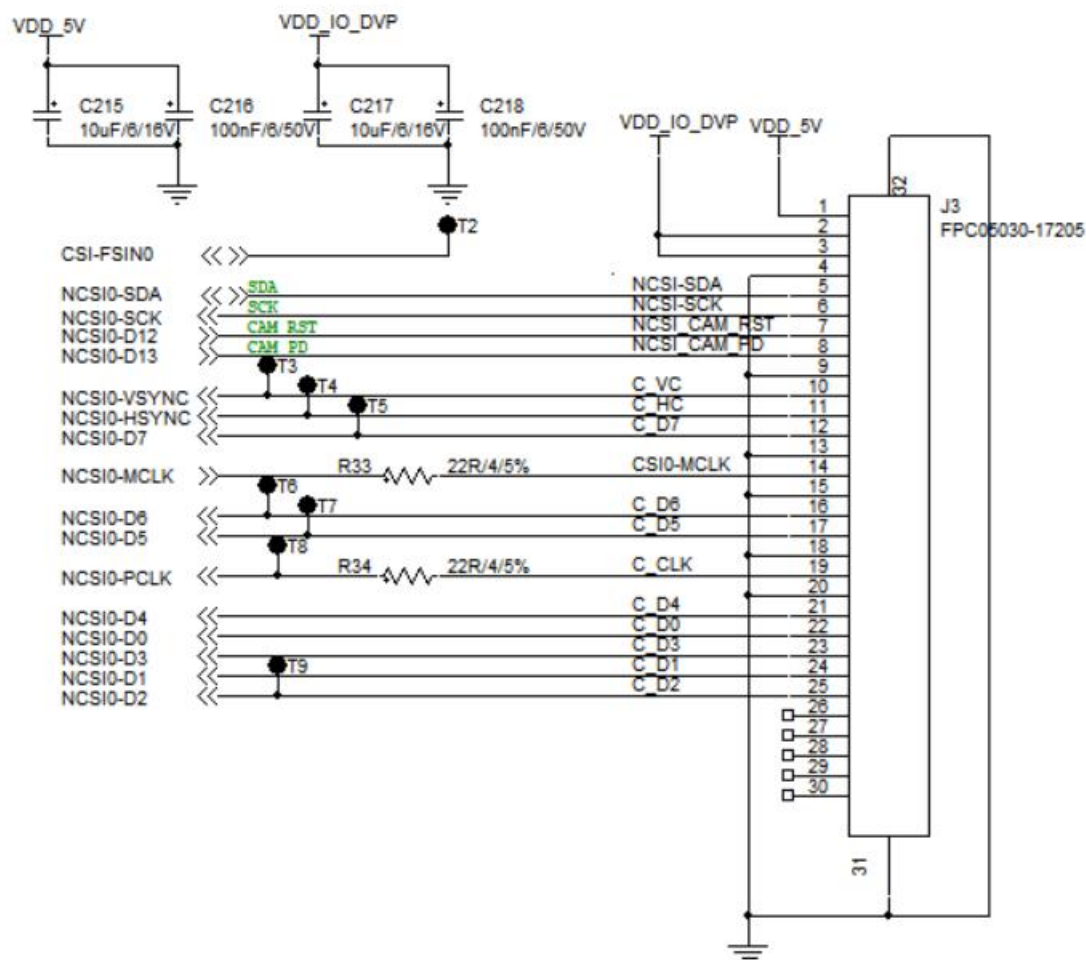 VDD_5V
VDD_IO_DVP
C215
10uF/6/16V
C216
100nF/6/50V
C217
10uF/6/16V
C218
100nF/6/50V
VDD_IO_DVP
VDD_5V
32
J3
FPC05030-17205
1
2
3
4
T2
CSI-FSIN0
NCSI0-SDA
SDA
NCSI-SDA
5
NCSI0-SCK
SCK
NCSI-SCK
6
NCSI0-D12
CAM_RST
NCSI_CAM_RST
7
NCSI0-D13
CAM_PD
NCSI_CAM_PD
8
T3
9
NCSI0-VSYNC
T4
C_VC
10
NCSI0-HSYNC
T5
C_HC
11
NCSI0-D7
C_D7
12
13
NCSI0-MCLK
R33
22R/4/5%
CSI0-MCLK
14
T6
15
NCSI0-D6
T7
C_D6
16
NCSI0-D5
C_D5
17
T8
18
NCSI0-PCLK
R34
22R/4/5%
C_CLK
19
20
NCSI0-D4
C_D4
21
NCSI0-D0
C_D0
22
NCSI0-D3
C_D3
23
NCSI0-D1
T9
C_D1
24
NCSI0-D2
C_D2
25
26
27
28
29
30
31